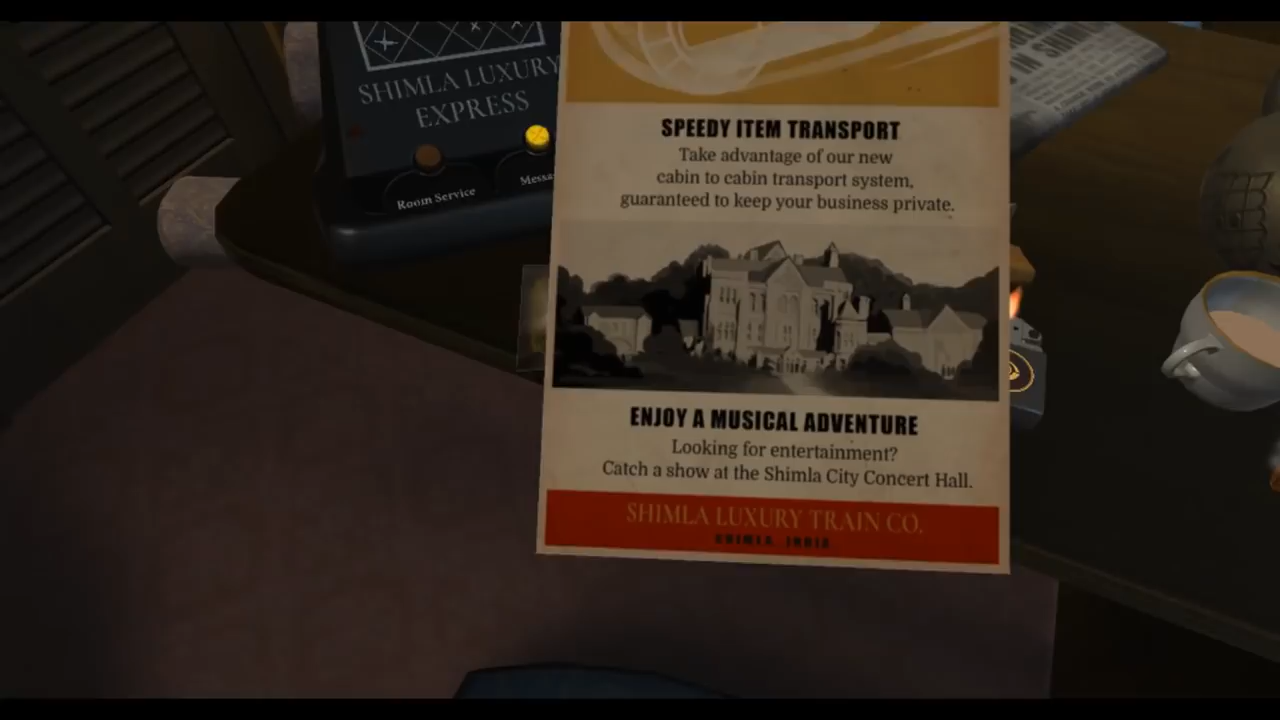 SHIMLA LUXURY
EXPRESS
Room Service
SPEEDY ITEM TRANSPORT
Take advantage of our new
cabin to cabin transport system,
guaranteed to keep your business private.
ENJOY A MUSICAL ADVENTURE
Looking for entertainment?
Catch a show at the Shimla City Concert Hall.
SHIMLA LUXURY TRAIN CO.
SHIMLA, INDIA